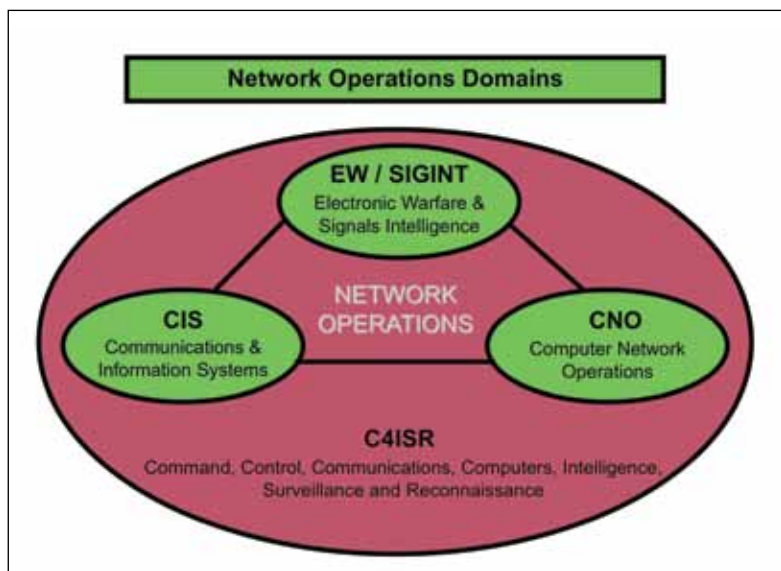 Network Operations Domains
EW / SIGINT
Electronic Warfare &
Signals Intelligence
NETWORK
OPERATIONS
CIS
Communications &
Information Systems
CNO
Computer Network
Operations
C4ISR
Command, Control, Communications, Computers, Intelligence,
Surveillance and Reconnaissance